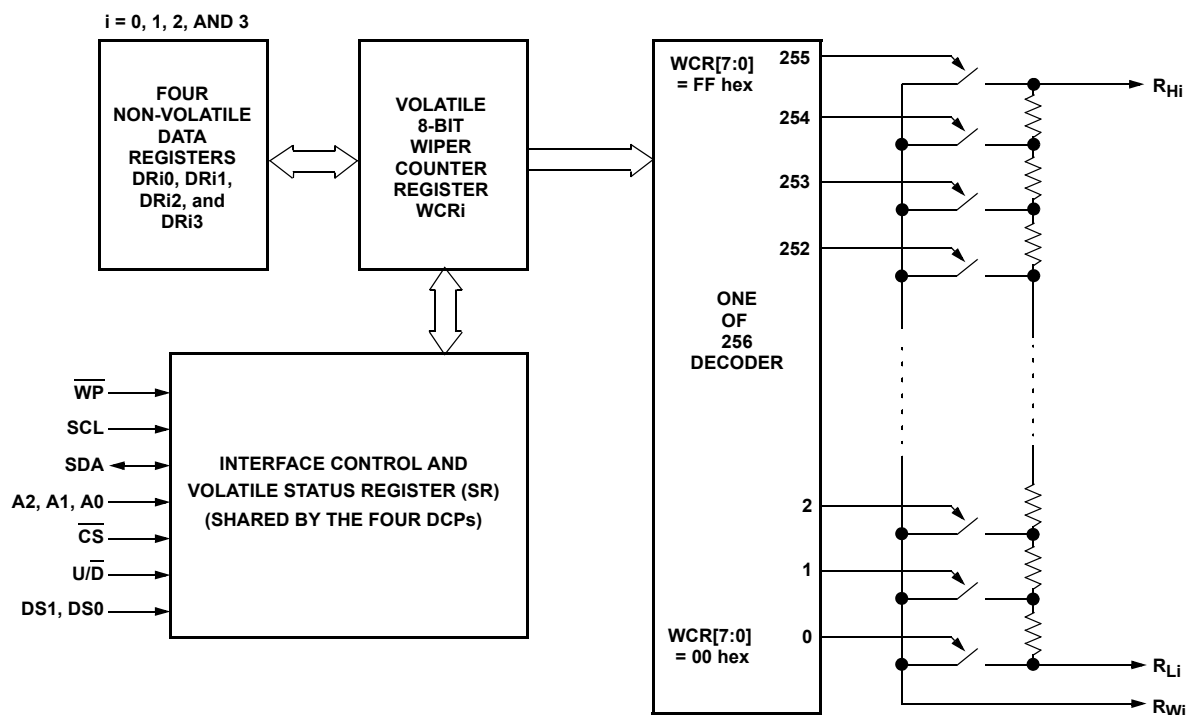 i = 0, 1, 2, AND 3
FOUR
NON-VOLATILE
DATA
REGISTERS
DRi0, DRi1,
DRi2, and
DRi3
VOLATILE
8-BIT
WIPER
COUNTER
REGISTER
WCRi
WCR[7:0]
= FF hex
255
254
253
252
ONE
OF
256
DECODER
2
1
0
WCR[7:0]
= 00 hex
RHi
RLi
RWi
WP
SCL
SDA
A2, A1, A0
CS
U/D
DS1, DS0
INTERFACE CONTROL AND
VOLATILE STATUS REGISTER (SR)
(SHARED BY THE FOUR DCPs)